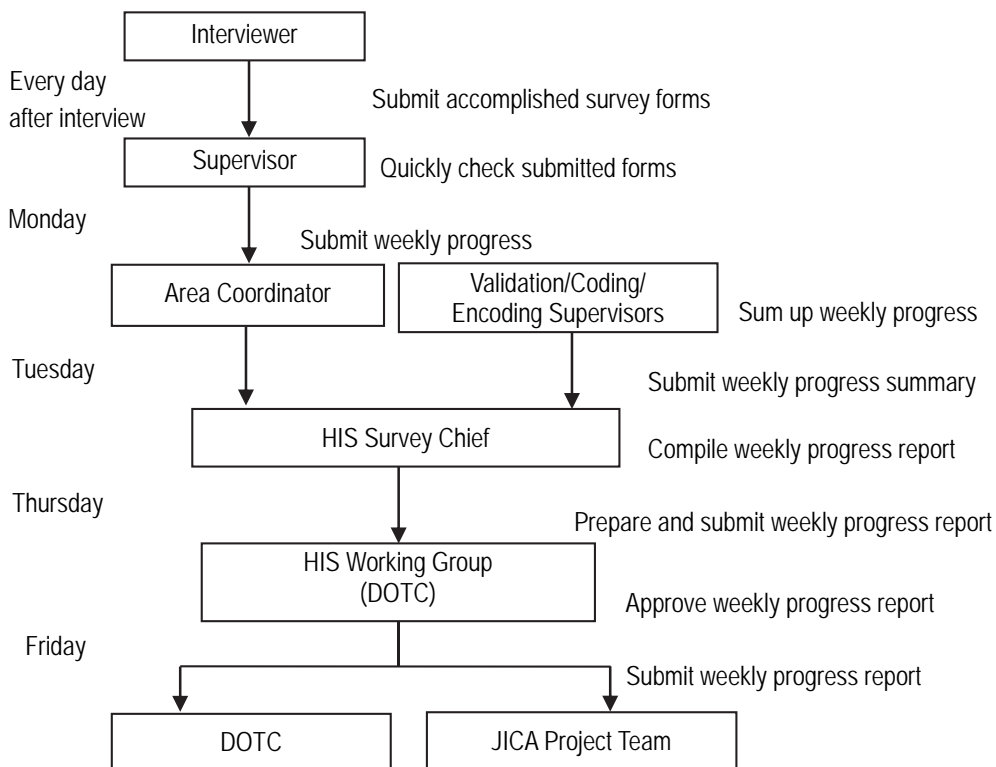 Interviewer
Every day
after interview
Submit accomplished survey forms
Supervisor
Quickly check submitted forms
Monday
Submit weekly progress
Area Coordinator
Validation/Coding/
Encoding Supervisors
Sum up weekly progress
Tuesday
Submit weekly progress summary
HIS Survey Chief
Compile weekly progress report
Thursday
Prepare and submit weekly progress report
HIS Working Group
(DOTC)
Approve weekly progress report
Friday
Submit weekly progress report
DOTC
JICA Project Team